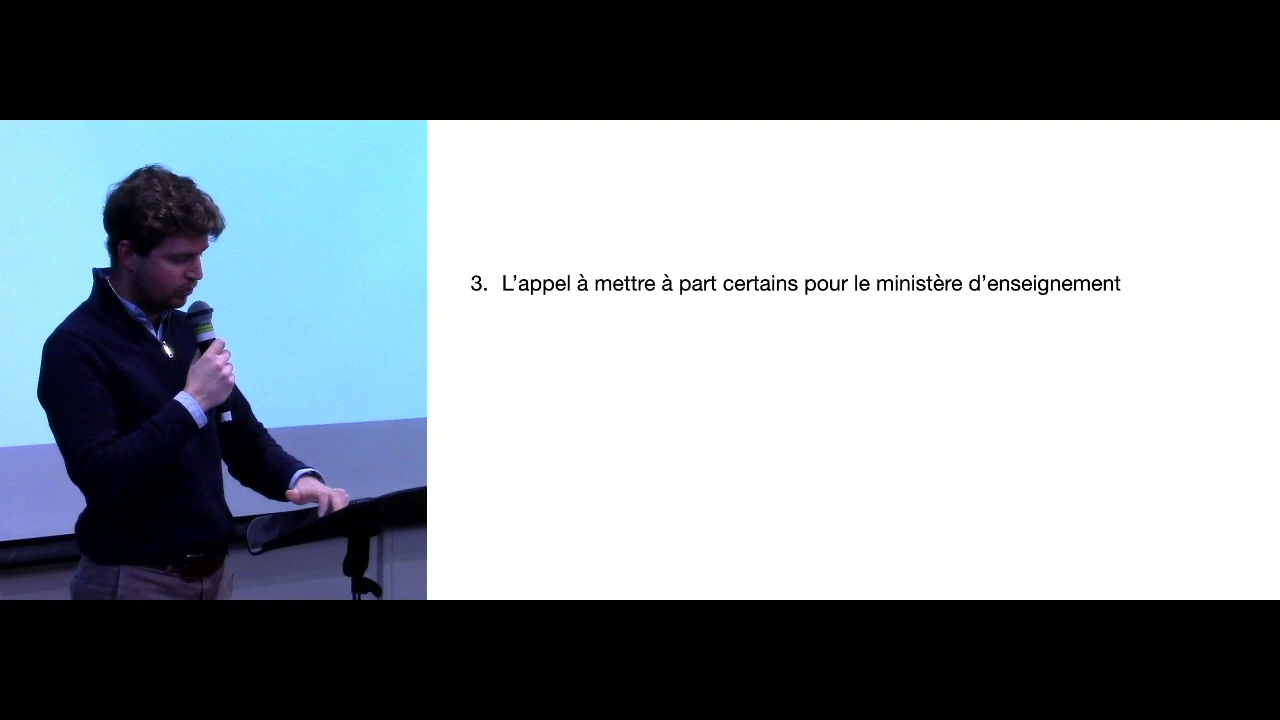 3. L’appel à mettre à part certains pour le ministère d’enseignement